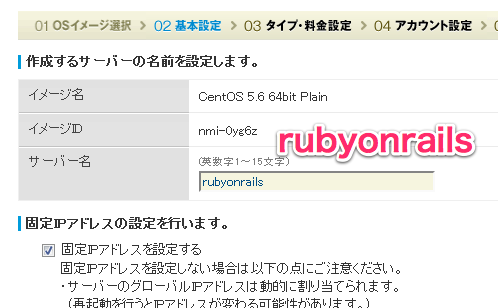 01 OSイメージ選択 > 02 基本設定 > 03 タイプ・料金設定 > 04 アカウント設定 >
作成するサーバーの名前を設定します。
イメージ名 CentOS 5.6 64bit Plain
イメージID nmi-0yg6z
rubyonrails
サーバー名 (英数字1～15文字)
rubyonrails
固定IPアドレスの設定を行います。
固定IPアドレスを設定する
固定IPアドレスを設定しない場合は以下の点にご注意ください。
・サーバーのグローバルIPアドレスは動的に割り当てられます。
（再起動を行うとIPアドレスが変わる可能性があります。）